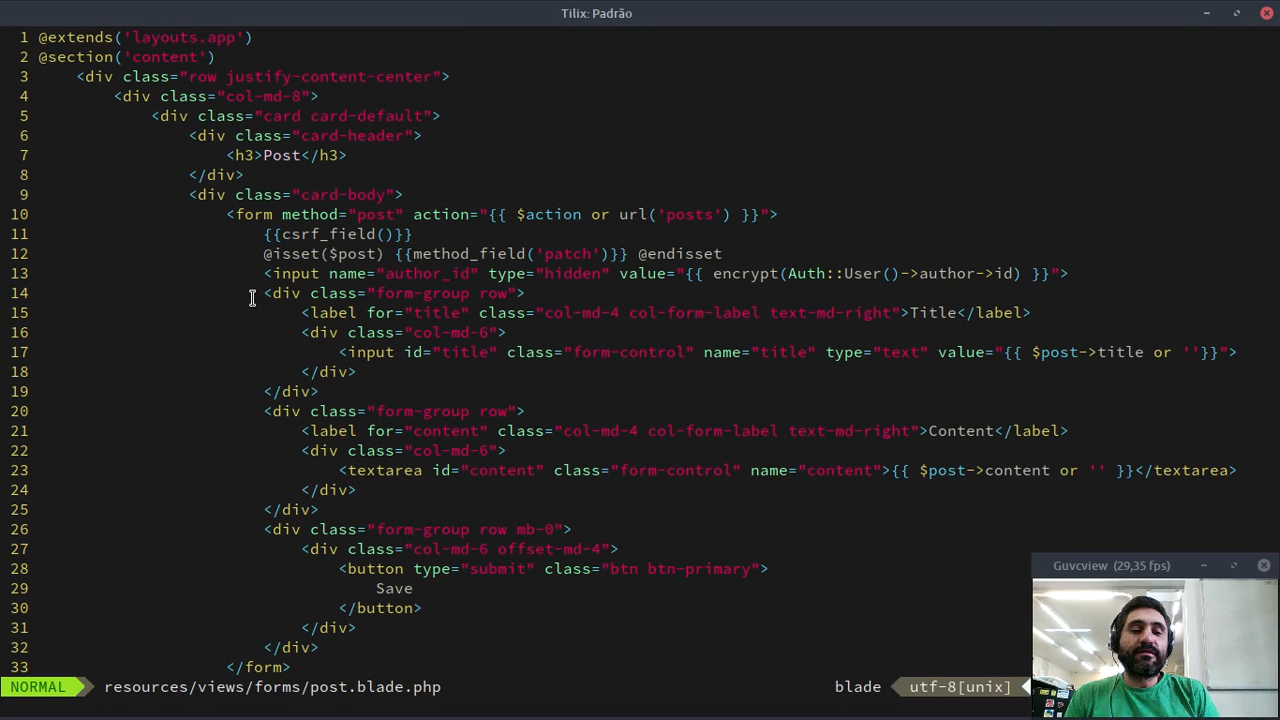 Tilix: Padrão
1 @extends('layouts.app')
2 @section('content')
3 <div class="row justify-content-center">
4 <div class="col-md-8">
5 <div class="card card-default">
6 <div class="card-header">
7 <h3>Post</h3>
8 </div>
9 <div class="card-body">
10 <form method="post" action="{{ $action or url('posts') }}">
11 {{csrf_field()}}
12 @isset($post) {{method_field('patch')}} @endisset
13 <input name="author_id" type="hidden" value="{{ encrypt(Auth::User()->author->id) }}">
14 <div class="form-group row">
15 <label for="title" class="col-md-4 col-form-label text-md-right">Title</label>
16 <div class="col-md-6">
17 <input id="title" class="form-control" name="title" type="text" value="{{ $post->title or ''}}">
18 </div>
19 </div>
20 <div class="form-group row">
21 <label for="content" class="col-md-4 col-form-label text-md-right">Content</label>
22 <div class="col-md-6">
23 <textarea id="content" class="form-control" name="content">{{ $post->content or '' }}</textarea>
24 </div>
25 </div>
26 <div class="form-group row mb-0">
27 <div class="col-md-6 offset-md-4">
28 <button type="submit" class="btn btn-primary">
29 Save
30 </button>
31 </div>
32 </div>
33 </form>
NORMAL resources/views/forms/post.blade.php blade utf-8[unix]
Guvcview (29,35 fps)